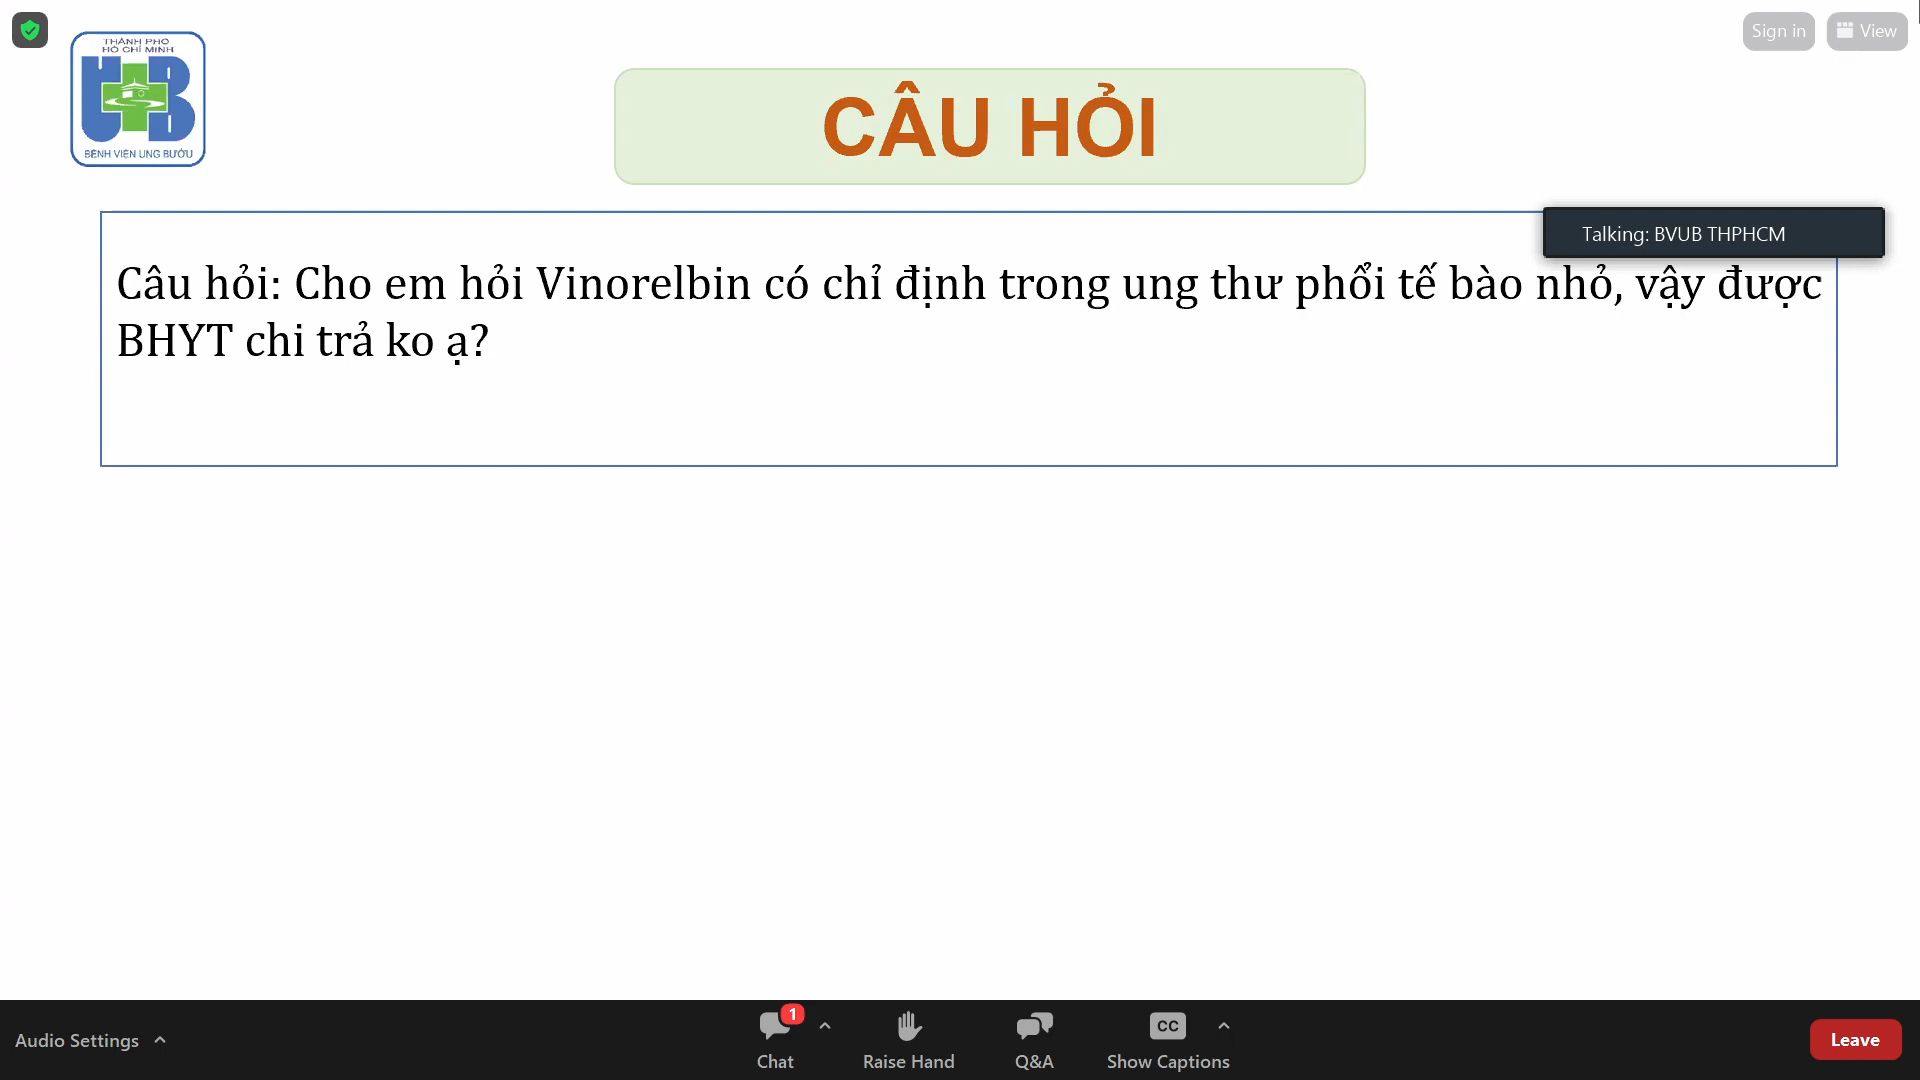 Sign in
View
THÀNH PHỐ
HỒ CHÍ MINH
BỆNH VIỆN UNG BƯỚU
CÂU HỎI
Talking: BVUB THPHCM
Câu hỏi: Cho em hỏi Vinorelbin có chỉ định trong ung thư phổi tế bào nhỏ, vậy được
BHYT chi trả ko ạ?
Audio Settings
1
Chat
Raise Hand
Q&A
CC
Show Captions
Leave